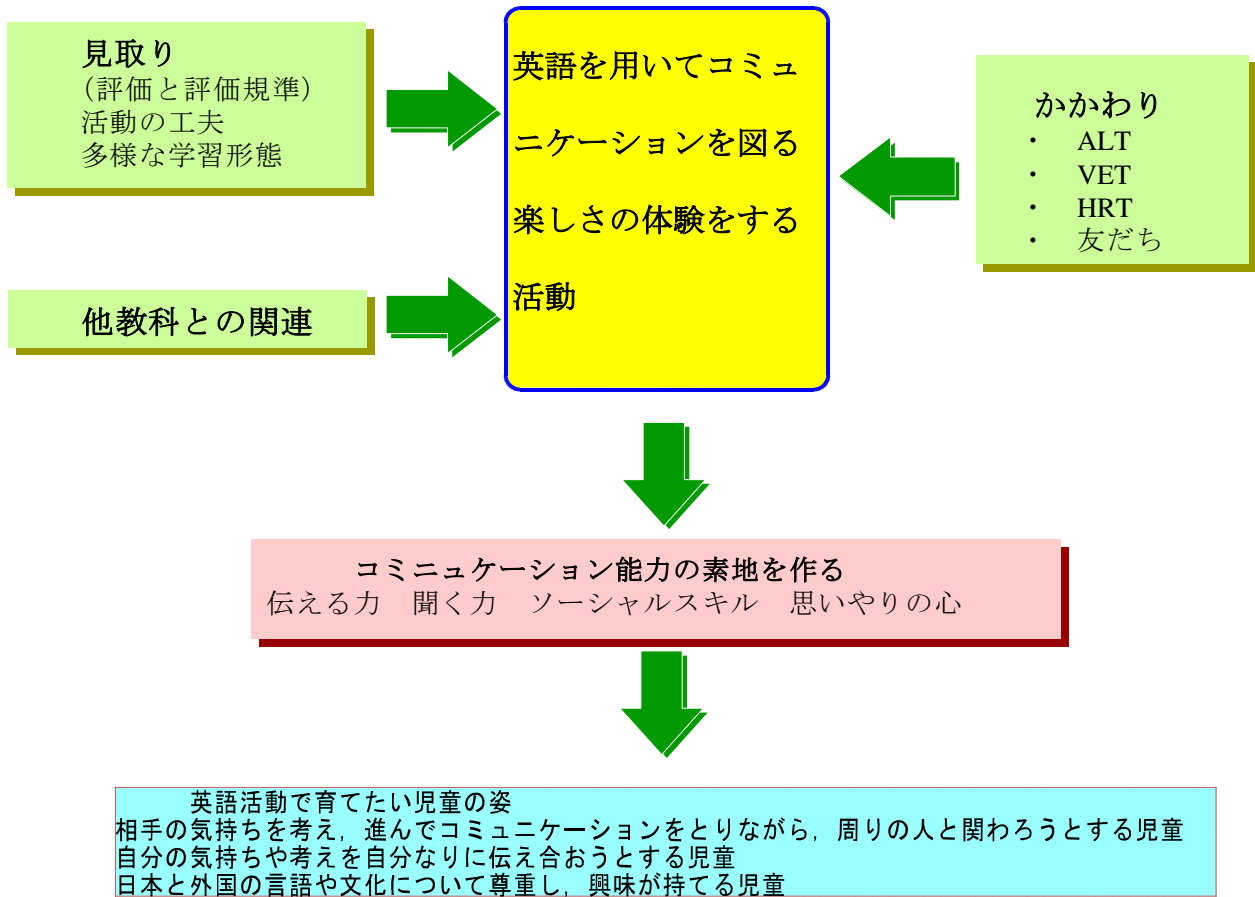 見取り
(評価と評価規準)
活動の工夫
多様な学習形態
他教科との関連
英語を用いてコミュ
ニケーションを図る
楽しさの体験をする
活動
かかわり
・ ALT
・ VET
・ HRT
・ 友だち
コミニュケーション能力の素地を作る
伝える力 聞く力 ソーシャルスキル 思いやりの心
英語活動で育てたい児童の姿
相手の気持ちを考え，進んでコミュニケーションをとりながら，周りの人と関わろうとする児童
自分の気持ちや考えを自分なりに伝え合おうとする児童
日本と外国の言語や文化について尊重し，興味が持てる児童